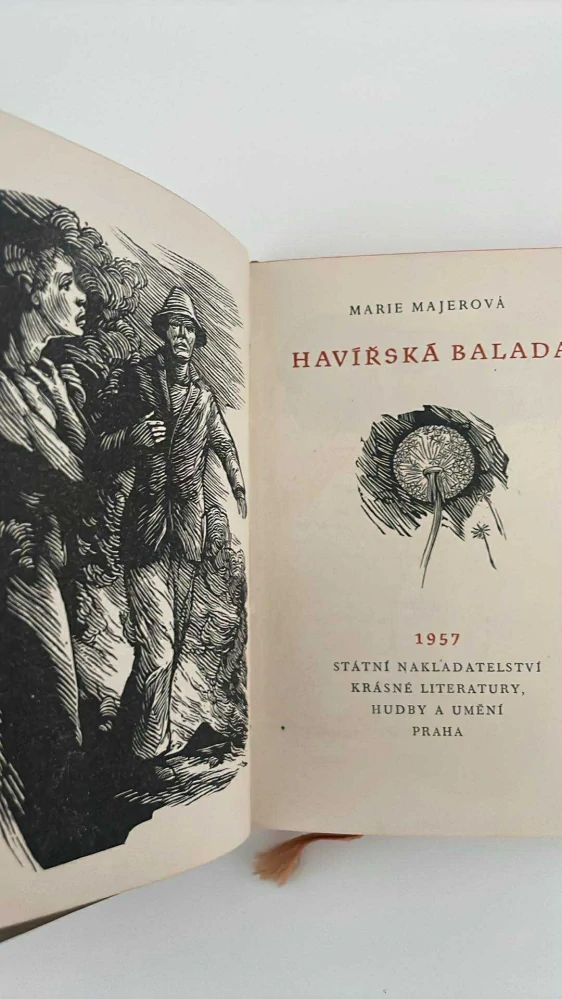 MARIE MAJEROVÁ
HAVÍŘSKÁ BALADA
1957
STÁTNÍ NAKLADATELSTVÍ
KRÁSNÉ LITERATURY,
HUDBY A UMĚNÍ
PRAHA